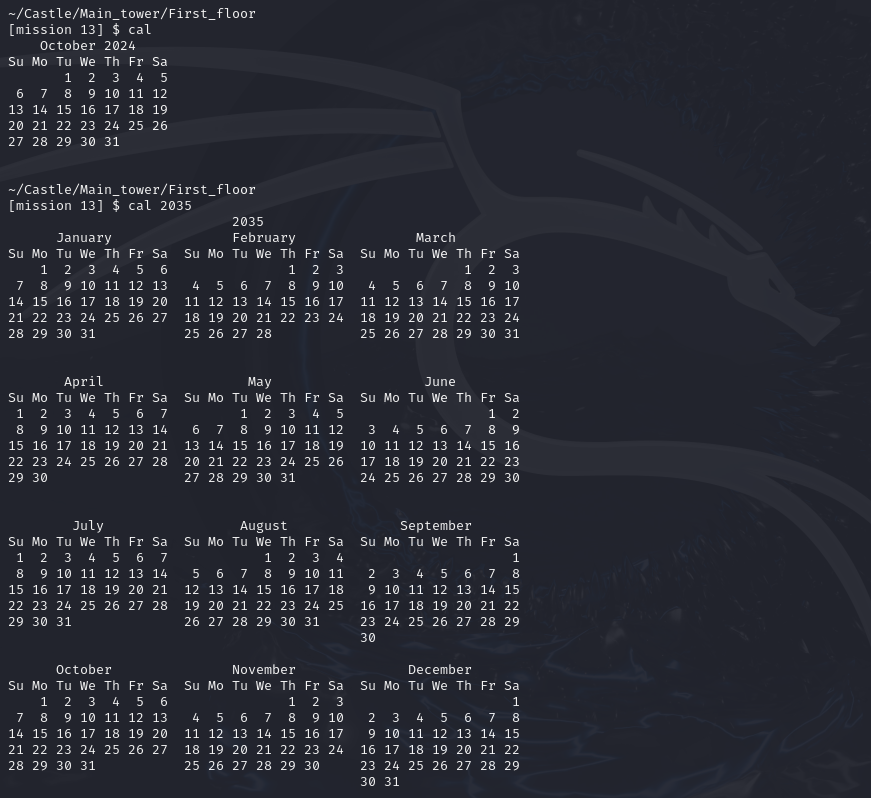 ~/Castle/Main_tower/First_floor
[mission 13] $ cal
    October 2024
Su Mo Tu We Th Fr Sa
       1  2  3  4  5
 6  7  8  9 10 11 12
13 14 15 16 17 18 19
20 21 22 23 24 25 26
27 28 29 30 31
~/Castle/Main_tower/First_floor
[mission 13] $ cal 2035
                            2035
      January               February               March
Su Mo Tu We Th Fr Sa  Su Mo Tu We Th Fr Sa  Su Mo Tu We Th Fr Sa
    1  2  3  4  5  6               1  2  3               1  2  3
 7  8  9 10 11 12 13   4  5  6  7  8  9 10   4  5  6  7  8  9 10
14 15 16 17 18 19 20  11 12 13 14 15 16 17  11 12 13 14 15 16 17
21 22 23 24 25 26 27  18 19 20 21 22 23 24  18 19 20 21 22 23 24
28 29 30 31           25 26 27 28           25 26 27 28 29 30 31
       April                  May                   June
Su Mo Tu We Th Fr Sa  Su Mo Tu We Th Fr Sa  Su Mo Tu We Th Fr Sa
 1  2  3  4  5  6  7         1  2  3  4  5                  1  2
 8  9 10 11 12 13 14   6  7  8  9 10 11 12   3  4  5  6  7  8  9
15 16 17 18 19 20 21  13 14 15 16 17 18 19  10 11 12 13 14 15 16
22 23 24 25 26 27 28  20 21 22 23 24 25 26  17 18 19 20 21 22 23
29 30                 27 28 29 30 31        24 25 26 27 28 29 30
        July                 August              September
Su Mo Tu We Th Fr Sa  Su Mo Tu We Th Fr Sa  Su Mo Tu We Th Fr Sa
 1  2  3  4  5  6  7            1  2  3  4                     1
 8  9 10 11 12 13 14   5  6  7  8  9 10 11   2  3  4  5  6  7  8
15 16 17 18 19 20 21  12 13 14 15 16 17 18   9 10 11 12 13 14 15
22 23 24 25 26 27 28  19 20 21 22 23 24 25  16 17 18 19 20 21 22
29 30 31              26 27 28 29 30 31     23 24 25 26 27 28 29
                                            30
      October               November              December
Su Mo Tu We Th Fr Sa  Su Mo Tu We Th Fr Sa  Su Mo Tu We Th Fr Sa
    1  2  3  4  5  6               1  2  3                     1
 7  8  9 10 11 12 13   4  5  6  7  8  9 10   2  3  4  5  6  7  8
14 15 16 17 18 19 20  11 12 13 14 15 16 17   9 10 11 12 13 14 15
21 22 23 24 25 26 27  18 19 20 21 22 23 24  16 17 18 19 20 21 22
28 29 30 31           25 26 27 28 29 30     23 24 25 26 27 28 29
                                            30 31